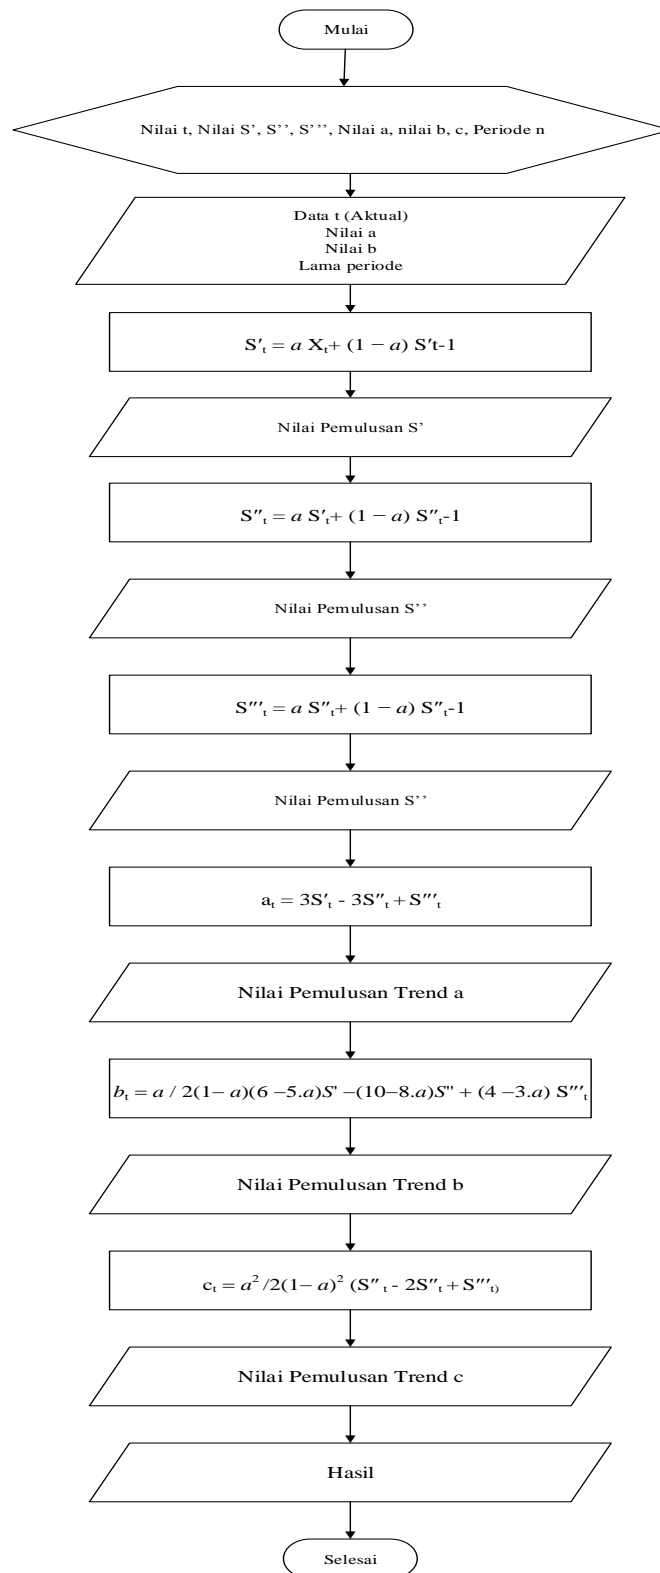 Mulai
Nilai t, Nilai S’, S’’, S’’’, Nilai a, nilai b, c, Periode n
Data t (Aktual)
Nilai a
Nilai b
Lama periode
S′ₜ = a Xₜ+ (1 − a) S′t-1
Nilai Pemulusan S’
S″ₜ = a S′ₜ+ (1 − a) S″ₜ-1
Nilai Pemulusan S’’
S‴ₜ = a S″ₜ+ (1 − a) S″ₜ-1
Nilai Pemulusan S’’
aₜ = 3S′ₜ - 3S″ₜ + S‴ₜ
Nilai Pemulusan Trend a
bₜ = a / 2(1− a)(6 −5.a)S' −(10−8.a)S'' + (4 −3.a) S‴ₜ
Nilai Pemulusan Trend b
cₜ = a²/2(1− a)² (S″ₜ - 2S″ₜ + S‴ₜ₎
Nilai Pemulusan Trend c
Hasil
Selesai